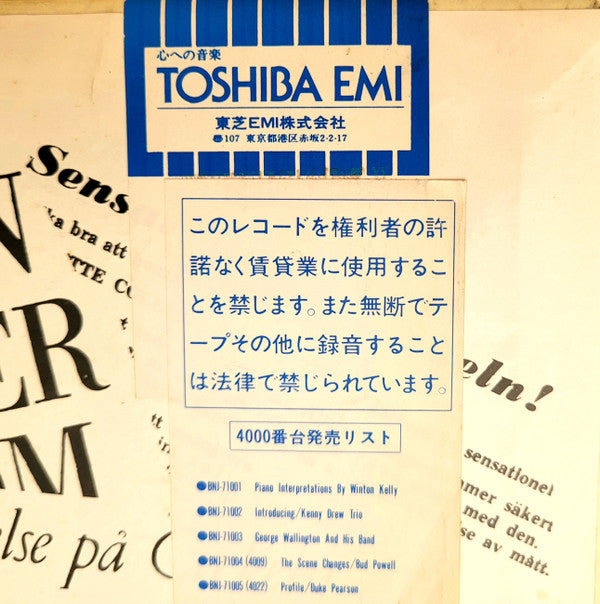 心への音楽
TOSHIBA EMI
東芝EMI株式会社
〠107 東京都港区赤坂2-2-17
このレコードを権利者の許
諾なく賃貸業に使用するこ
とを禁じます。また無断でテ
ープその他に録音すること
は法律で禁じられています。
4000番台発売リスト
●BNJ-71001 Piano Interpretations By Winton Kelly
●BNJ-71002 Introducing/Kenny Drew Trio
●BNJ-71003 George Wallington And His Band
●BNJ-71004(4009) The Scene Changes/Bud Powell
●BNJ-71005(4022) Profile/Duke Pearson
Sens
ka bra att
TTE CO
N
ER
UM
else på
eln!
sensationel
mer säkert
med den.
se av mått.